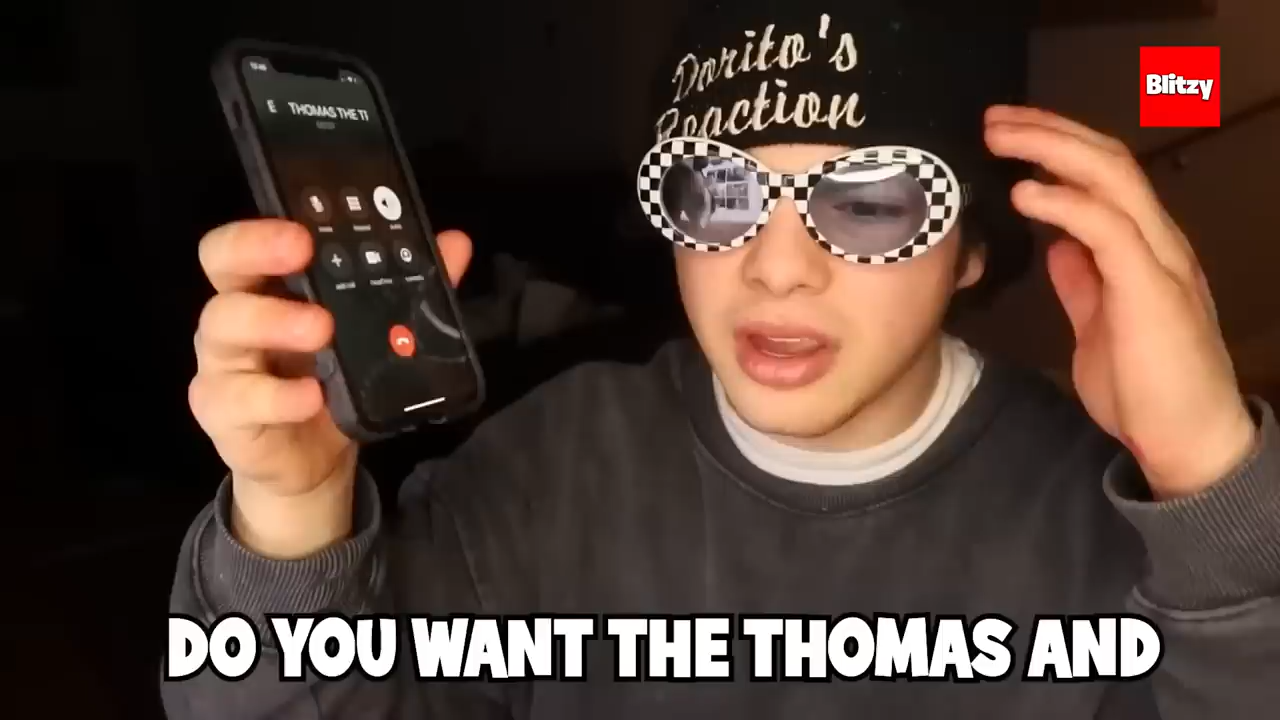 Dorito's
Reaction
Blitzy
THOMAS THE T
DO YOU WANT THE THOMAS AND